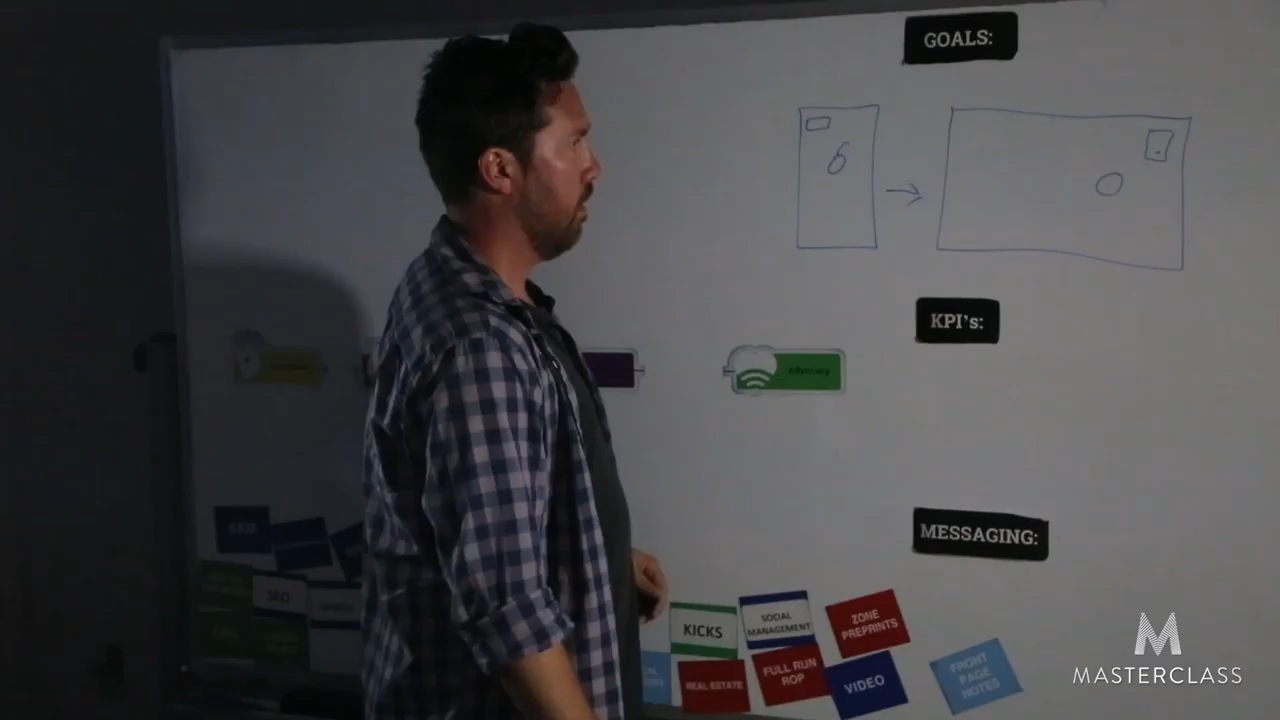 GOALS:
6
KPI's:
Advocacy
MESSAGING:
SEO
KICKS
SOCIAL
MANAGEMENT
ZONE
PREPRINTS
REAL ESTATE
FULL RUN
ROP
VIDEO
FRONT
PAGE
NOTES
MASTERCLASS